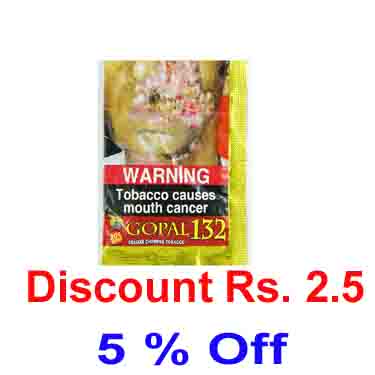 WARNING
Tobacco causes
mouth cancer
GOPAL 132
Discount Rs. 2.5
5 % Off